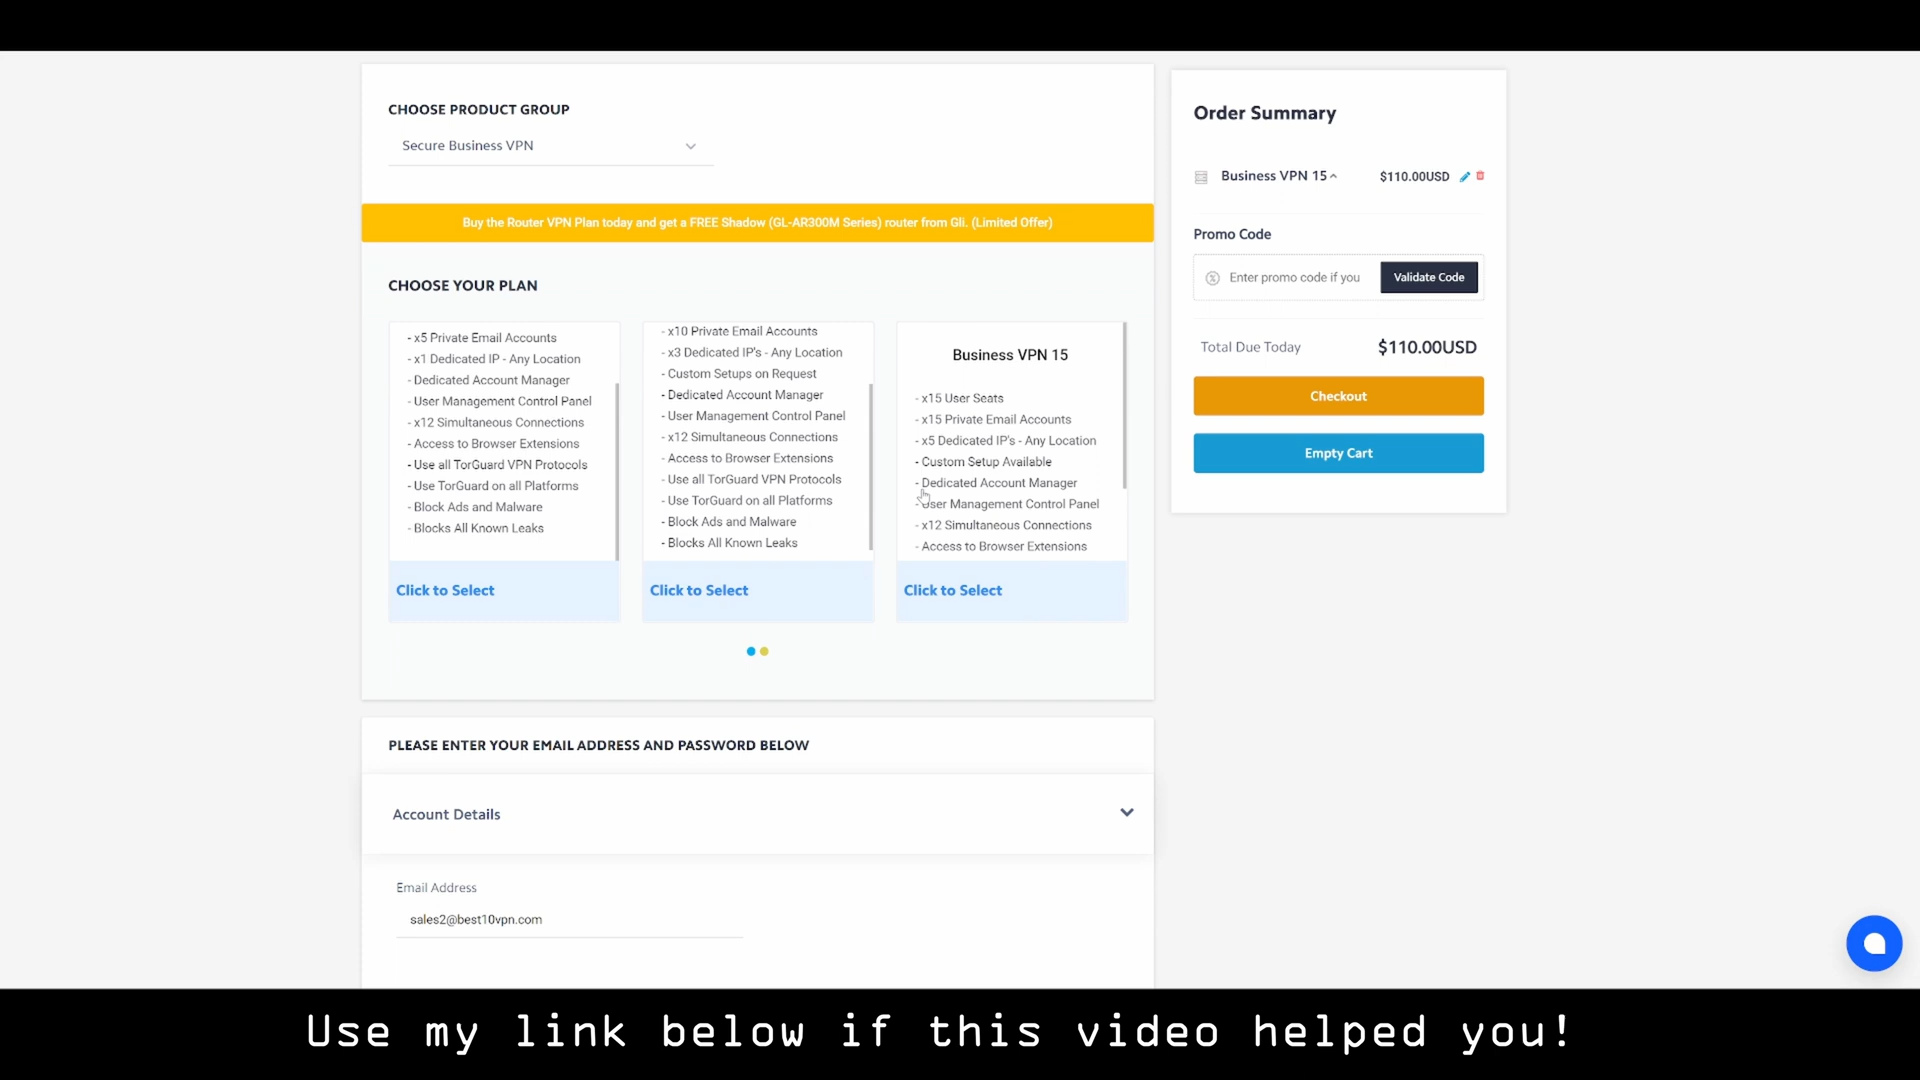 CHOOSE PRODUCT GROUP
Secure Business VPN
Buy the Router VPN Plan today and get a FREE Shadow (GL-AR300M Series) router from Gli. (Limited Offer)
CHOOSE YOUR PLAN
- x5 Private Email Accounts
- x1 Dedicated IP - Any Location
- Dedicated Account Manager
- User Management Control Panel
- x12 Simultaneous Connections
- Access to Browser Extensions
- Use all TorGuard VPN Protocols
- Use TorGuard on all Platforms
- Block Ads and Malware
- Blocks All Known Leaks
Click to Select
- x10 Private Email Accounts
- x3 Dedicated IP's - Any Location
- Custom Setups on Request
- Dedicated Account Manager
- User Management Control Panel
- x12 Simultaneous Connections
- Access to Browser Extensions
- Use all TorGuard VPN Protocols
- Use TorGuard on all Platforms
- Block Ads and Malware
- Blocks All Known Leaks
Click to Select
Business VPN 15
- x15 User Seats
- x15 Private Email Accounts
- x5 Dedicated IP's - Any Location
- Custom Setup Available
- Dedicated Account Manager
- User Management Control Panel
- x12 Simultaneous Connections
- Access to Browser Extensions
Click to Select
PLEASE ENTER YOUR EMAIL ADDRESS AND PASSWORD BELOW
Account Details
Email Address
sales2@best10vpn.com
Order Summary
Business VPN 15 $110.00USD
Promo Code
Enter promo code if you Validate Code
Total Due Today $110.00USD
Checkout
Empty Cart
Use my link below if this video helped you!